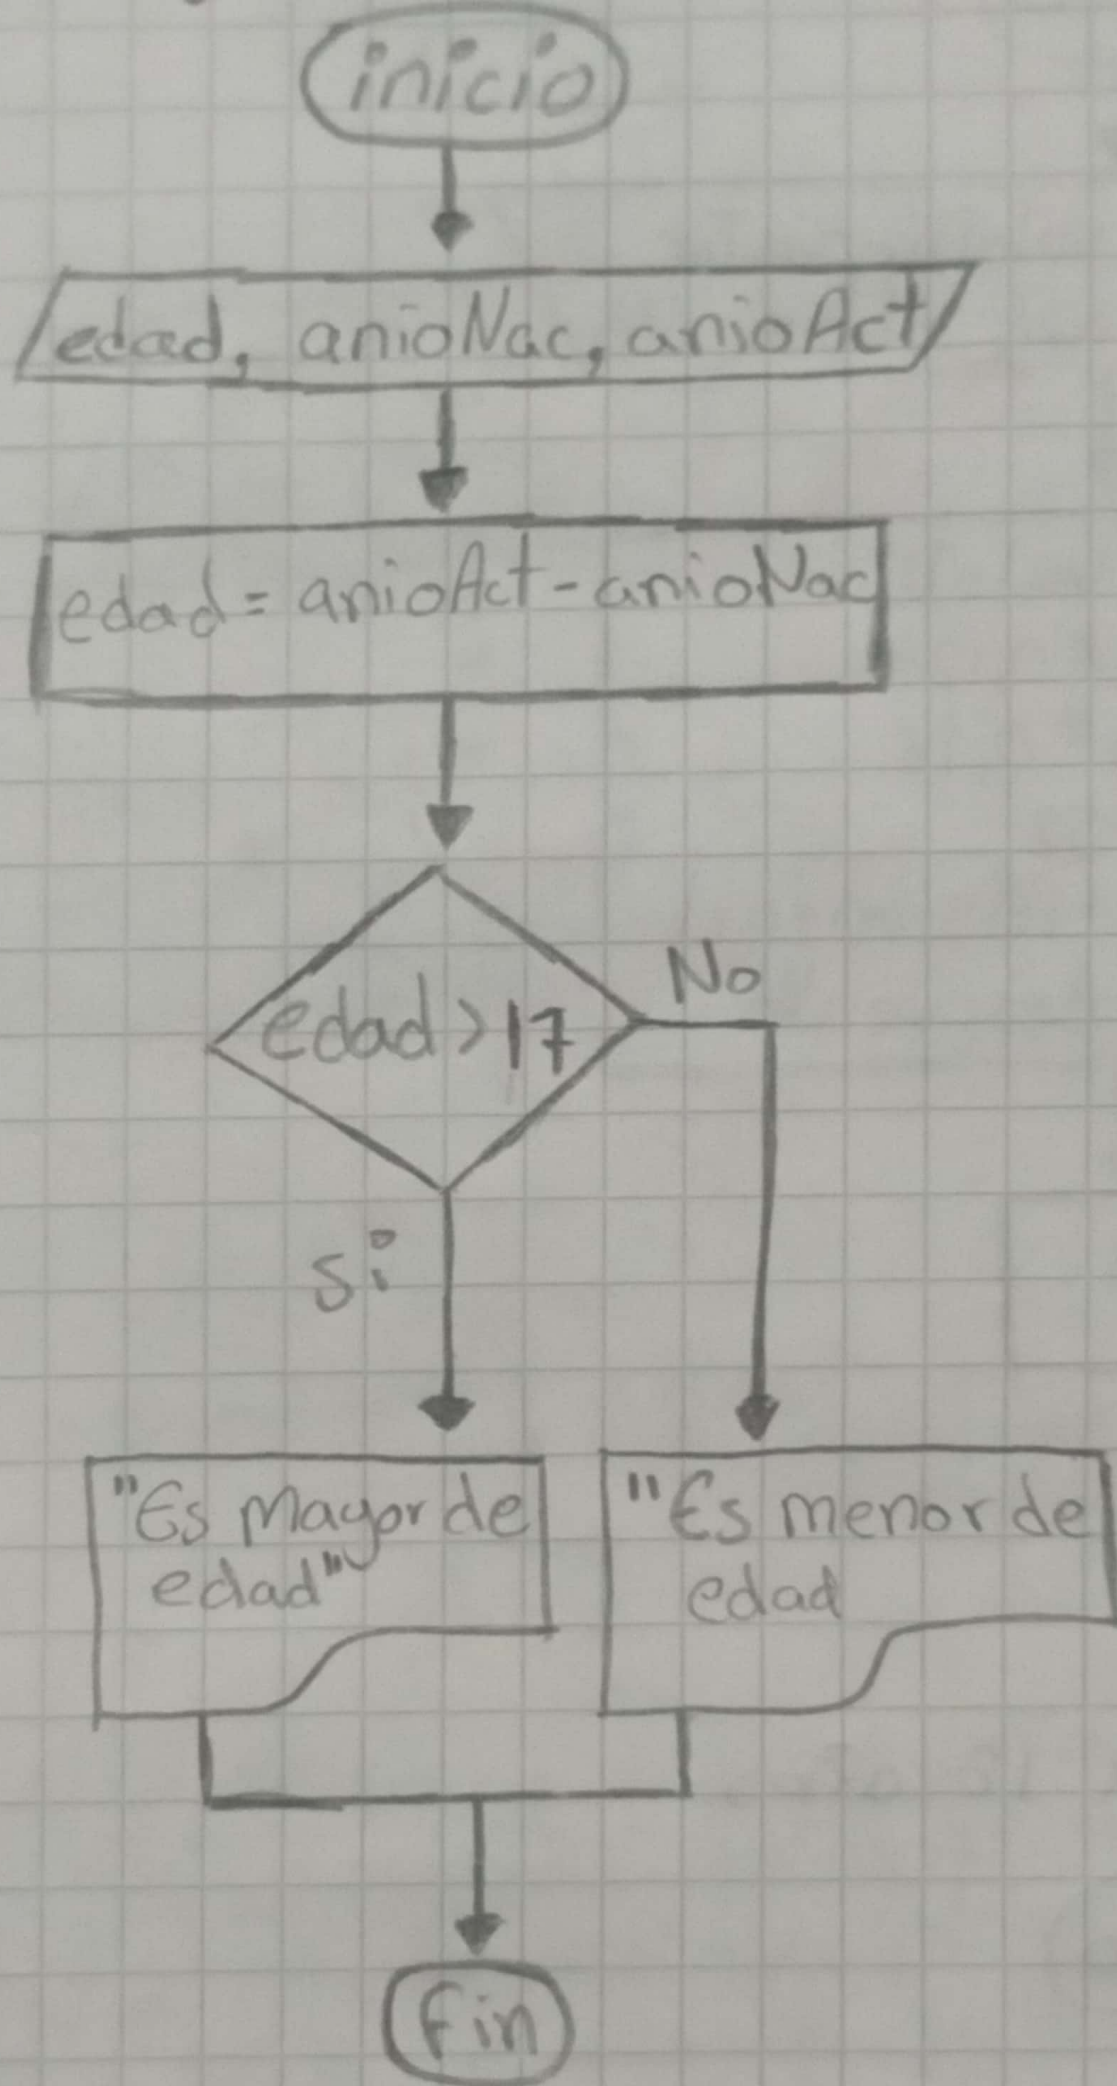 inicio
edad, anioNac, anioAct
edad = anioAct - anioNac
edad > 17
No
si
"Es Mayor de
edad"
"Es menor de
edad
fin